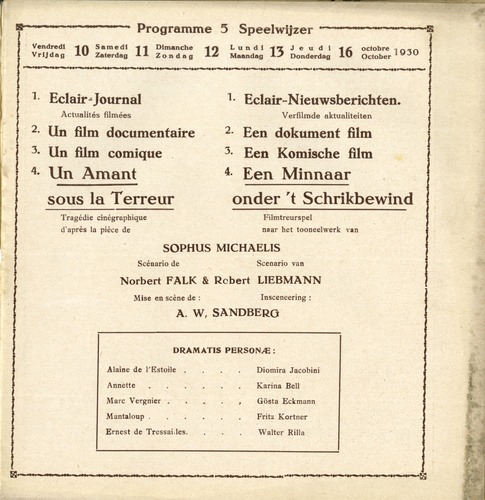 Programme 5 Speelwijzer
Vendredi Vrijdag 10 Samedi Zaterdag 11 Dimanche Zondag 12 Lundi Maandag 13 Jeudi Donderdag 16 octobre October 1930
1. Eclair-Journal
Actualités filmées
2. Un film documentaire
3. Un film comique
4. Un Amant
sous la Terreur
Tragédie cinégraphique
d'après la pièce de
1. Eclair-Nieuwsberichten.
Verfilmde aktualiteiten
2. Een dokument film
3. Een Komische film
4. Een Minnaar
onder 't Schrikbewind
Filmtreurspel
naar het tooneelwerk van
SOPHUS MICHAELIS
Scénario de Scenario van
Norbert FALK & Robert LIEBMANN
Mise en scène de : Insceneering :
A. W. SANDBERG
DRAMATIS PERSONÆ :
Alaine de l'Estoile . . . . Diomira Jacobini
Annette . . . . . . Karina Bell
Marc Vergnier . . . . . Gösta Eckmann
Mantaloup . . . . . . Fritz Kortner
Ernest de Tressailles. . . . Walter Rilla